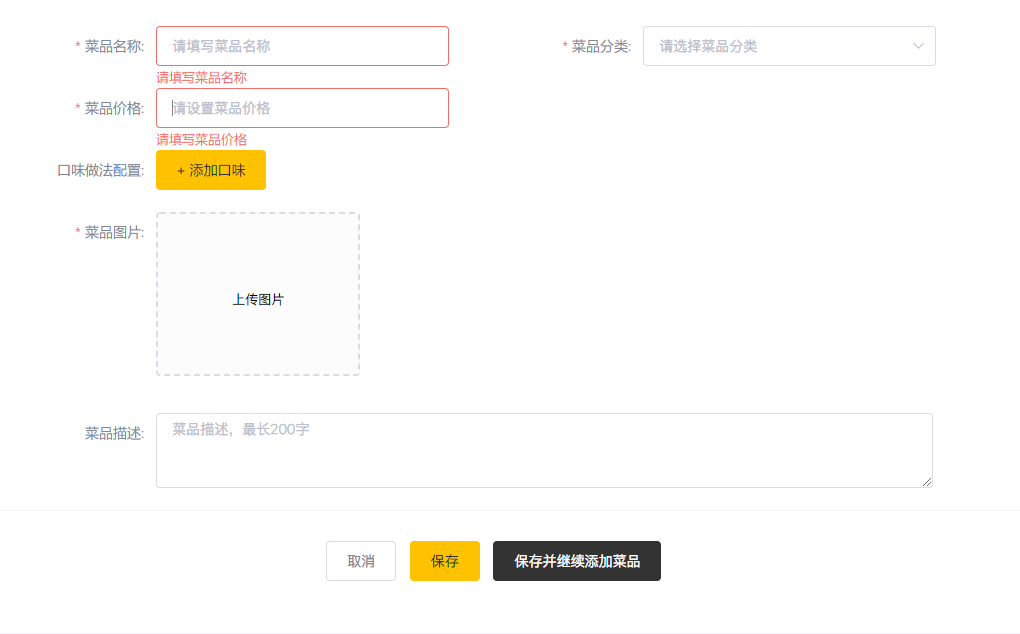 * 菜品名称: 请填写菜品名称 * 菜品分类: 请选择菜品分类
请填写菜品名称
* 菜品价格: 请设置菜品价格
请填写菜品价格
口味做法配置: + 添加口味
* 菜品图片:
上传图片
菜品描述: 菜品描述，最长200字
取消 保存 保存并继续添加菜品